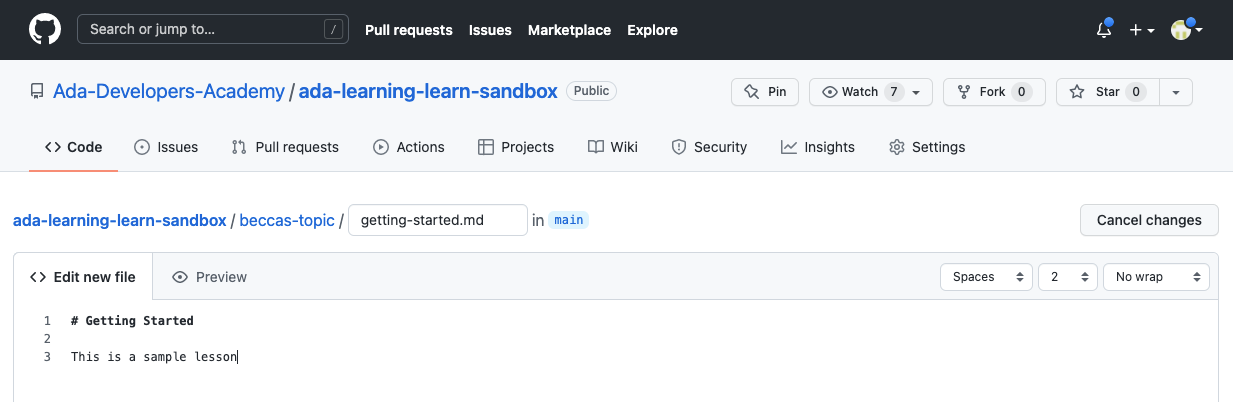 Search or jump to... / Pull requests Issues Marketplace Explore
Ada-Developers-Academy / ada-learning-learn-sandbox Public Pin Watch 7 Fork 0 Star 0
Code Issues Pull requests Actions Projects Wiki Security Insights Settings
ada-learning-learn-sandbox / beccas-topic / getting-started.md in main Cancel changes
Edit new file Preview Spaces 2 No wrap
1 # Getting Started
2
3 This is a sample lesson